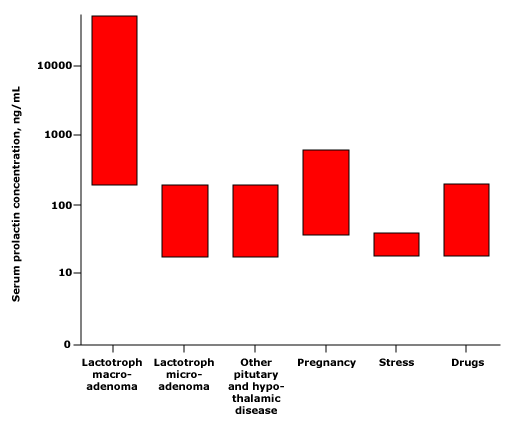 Serum prolactin concentration, ng/mL
10000
1000
100
10
0
Lactotroph
macro-
adenoma
Lactotroph
micro-
adenoma
Other
pitutary
and hypo-
thalamic
disease
Pregnancy
Stress
Drugs